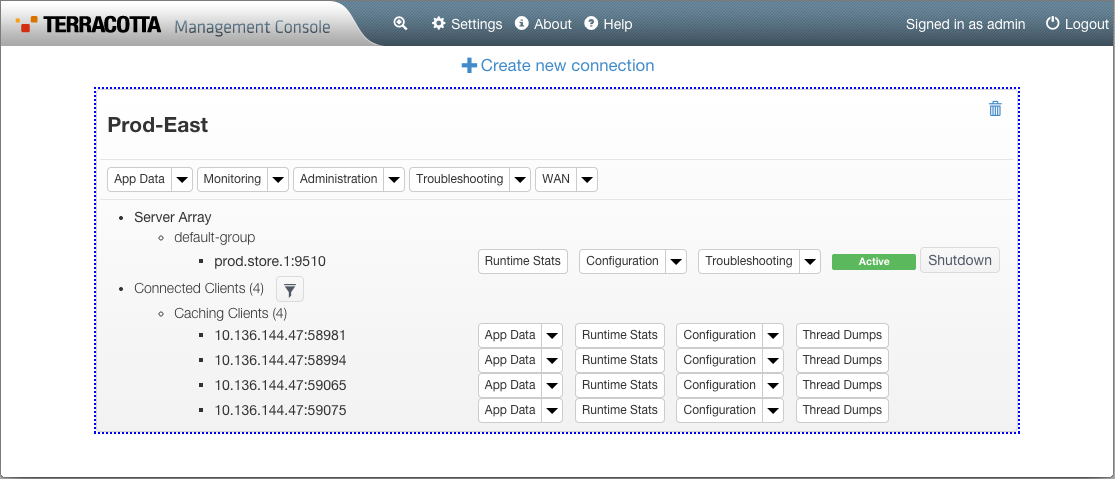 TERRACOTTA Management Console Settings About Help Signed in as admin Logout
Create new connection
Prod-East
App Data Monitoring Administration Troubleshooting WAN
Server Array
default-group
prod.store.1:9510 Runtime Stats Configuration Troubleshooting Active Shutdown
Connected Clients (4)
Caching Clients (4)
10.136.144.47:58981 App Data Runtime Stats Configuration Thread Dumps
10.136.144.47:58994 App Data Runtime Stats Configuration Thread Dumps
10.136.144.47:59065 App Data Runtime Stats Configuration Thread Dumps
10.136.144.47:59075 App Data Runtime Stats Configuration Thread Dumps